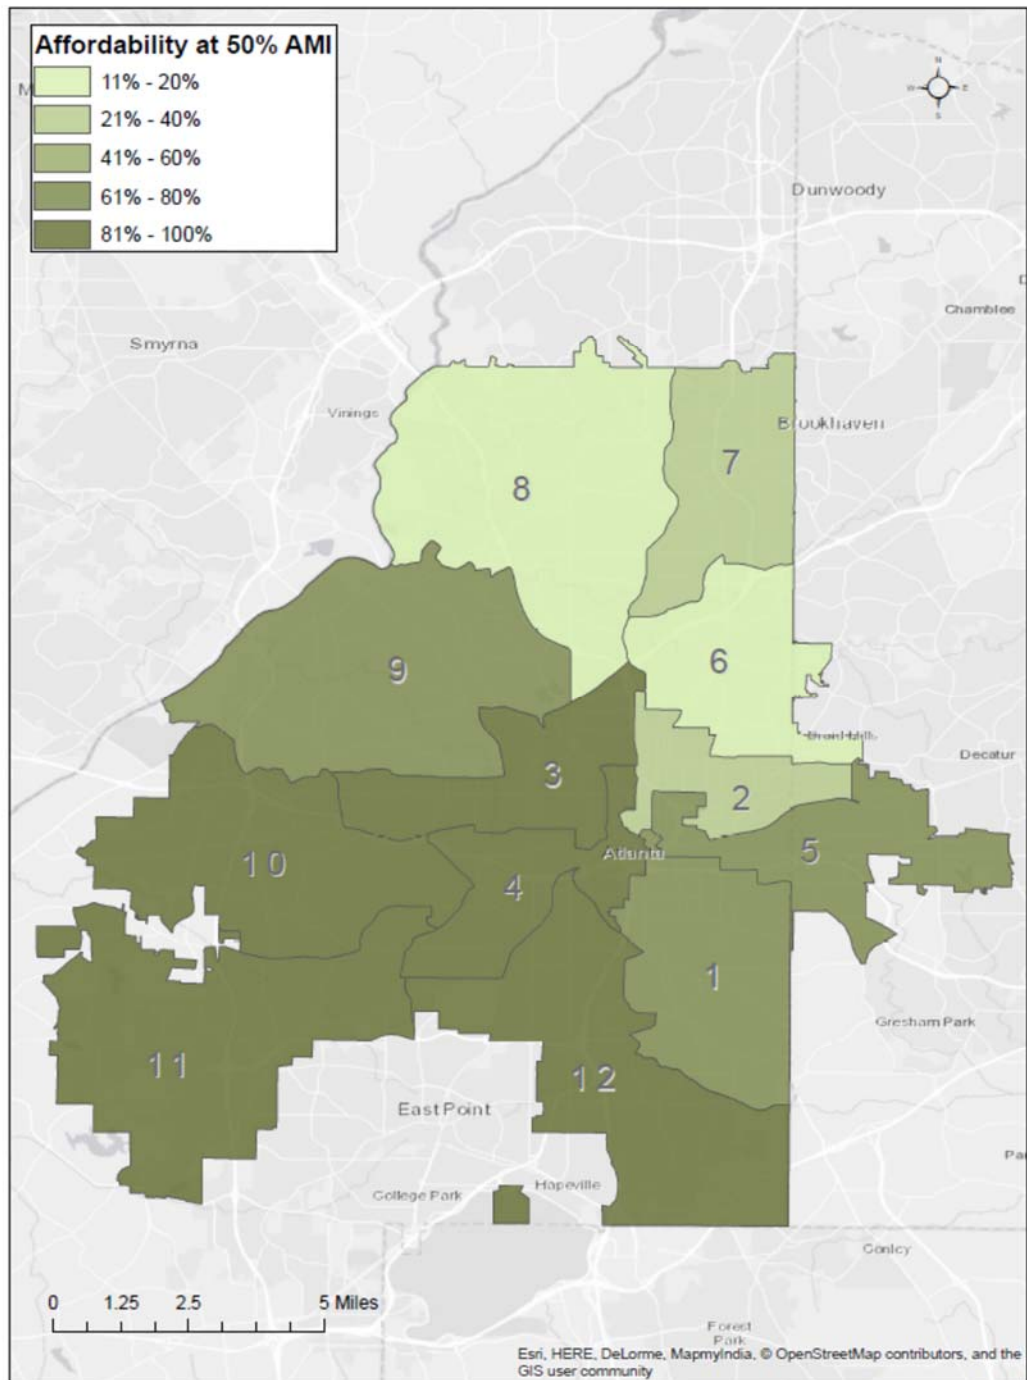 Affordability at 50% AMI
11% - 20%
21% - 40%
41% - 60%
61% - 80%
81% - 100%
N
W E
S
M
Dunwoody
D
Chamblee
Smyrna
Vinings
Brookhaven
7
8
6
9
Druid Hills
Decatur
3
2
Atlanta
5
10
4
1
Gresham Park
11
12
East Point
Pa
Hapeville
College Park
Conley
0 1.25 2.5 5 Miles
Forest
Park
Esri, HERE, DeLorme, MapmyIndia, © OpenStreetMap contributors, and the
GIS user community